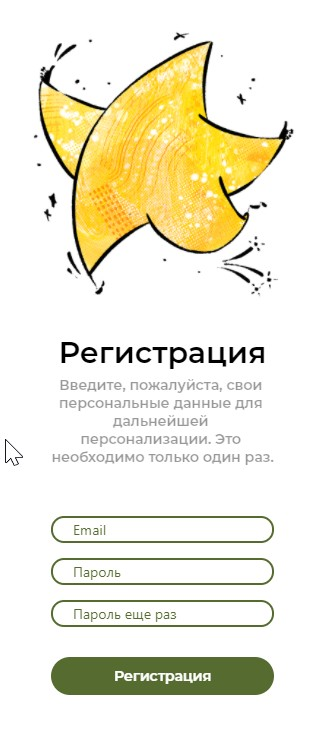 Регистрация
Введите, пожалуйста, свои
персональные данные для
дальнейшей
персонализации. Это
необходимо только один раз.
Email
Пароль
Пароль еще раз
Регистрация